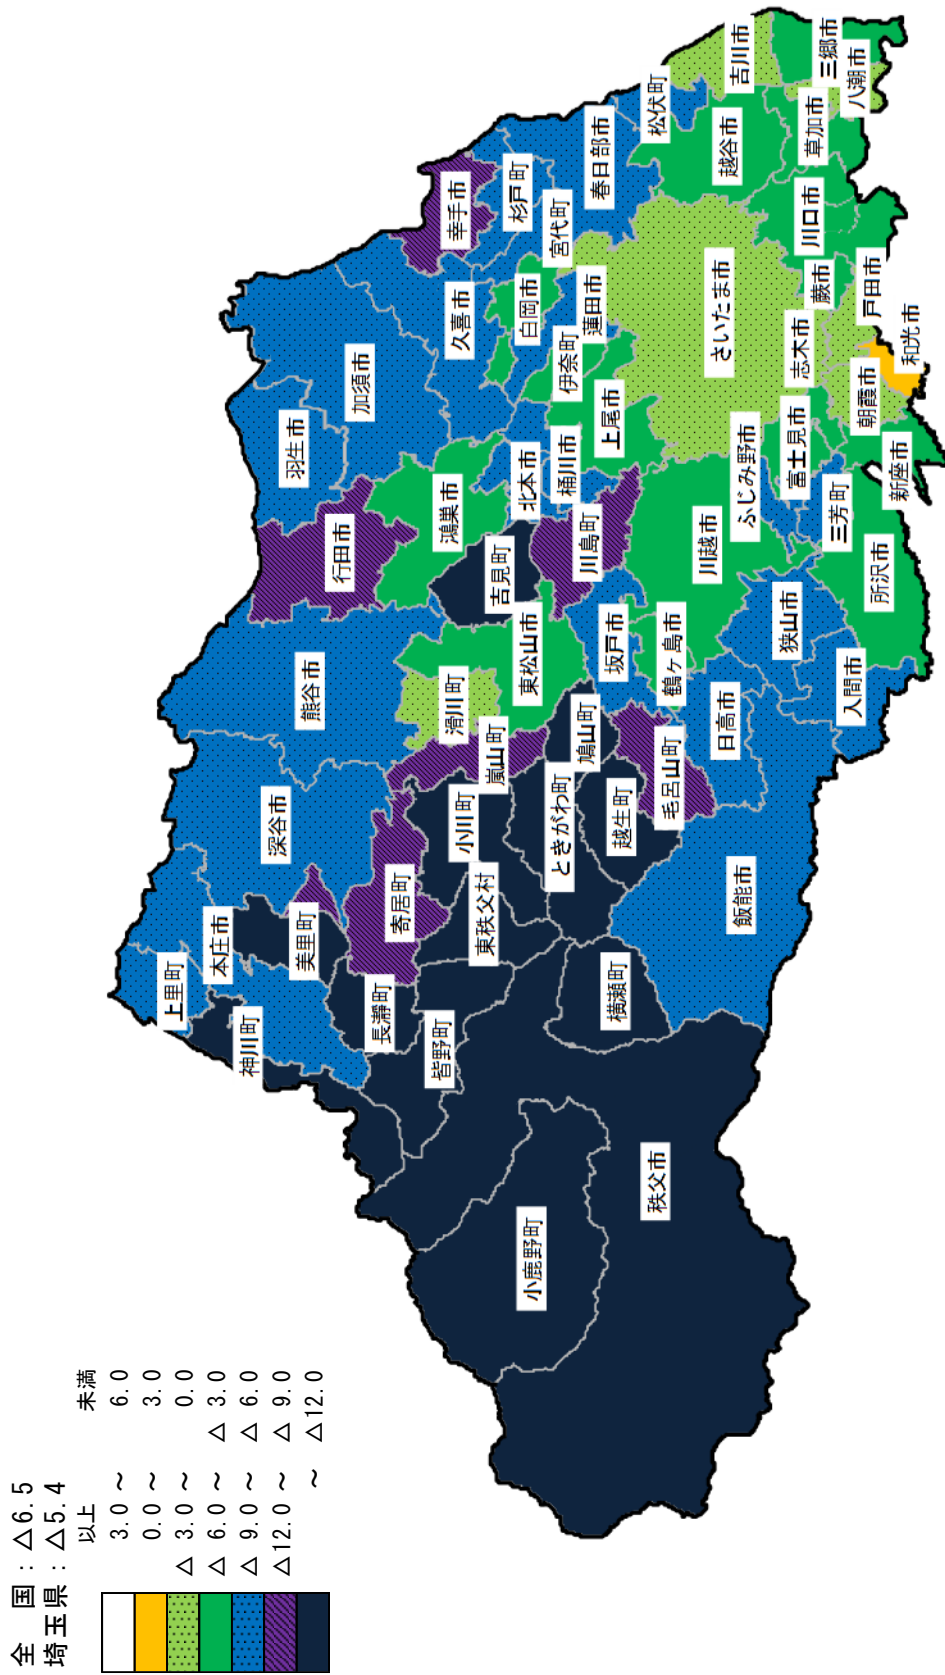 全　国：△6.5
埼玉県：△5.4
以上　未満
3.0 ～ 6.0
0.0 ～ 3.0
△ 3.0 ～ 0.0
△ 6.0 ～ △ 3.0
△ 9.0 ～ △ 6.0
△12.0 ～ △ 9.0
～ △12.0
上里町
本庄市
神川町
美里町
深谷市
熊谷市
行田市
羽生市
加須市
久喜市
幸手市
杉戸町
宮代町
白岡市
蓮田市
伊奈町
上尾市
桶川市
北本市
鴻巣市
吉見町
川島町
東松山市
滑川町
嵐山町
小川町
寄居町
長瀞町
皆野町
東秩父村
ときがわ町
鳩山町
越生町
毛呂山町
坂戸市
鶴ヶ島市
日高市
飯能市
横瀬町
秩父市
小鹿野町
川越市
狭山市
入間市
所沢市
三芳町
ふじみ野市
富士見市
志木市
新座市
朝霞市
和光市
戸田市
蕨市
川口市
さいたま市
春日部市
松伏町
越谷市
吉川市
草加市
三郷市
八潮市